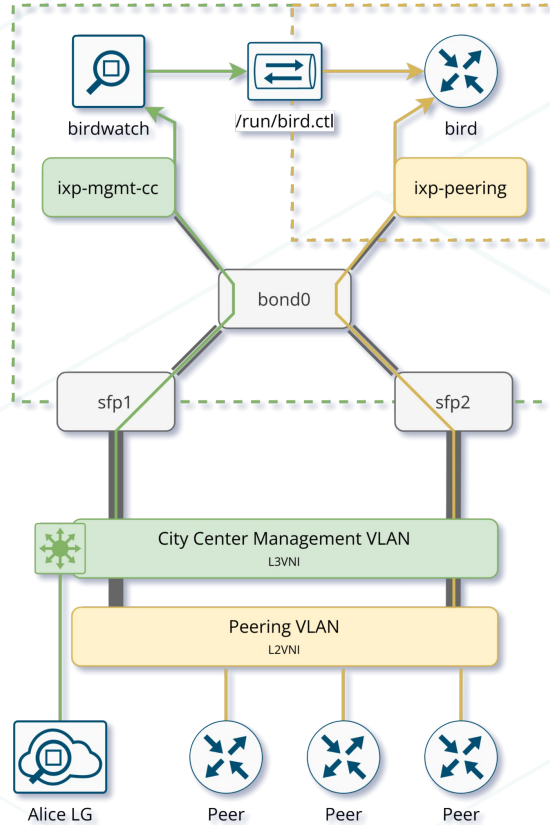 birdwatch
/run/bird.ctl
bird
ixp-mgmt-cc
ixp-peering
bond0
sfp1
sfp2
City Center Management VLAN
L3VNI
Peering VLAN
L2VNI
Alice LG
Peer
Peer
Peer